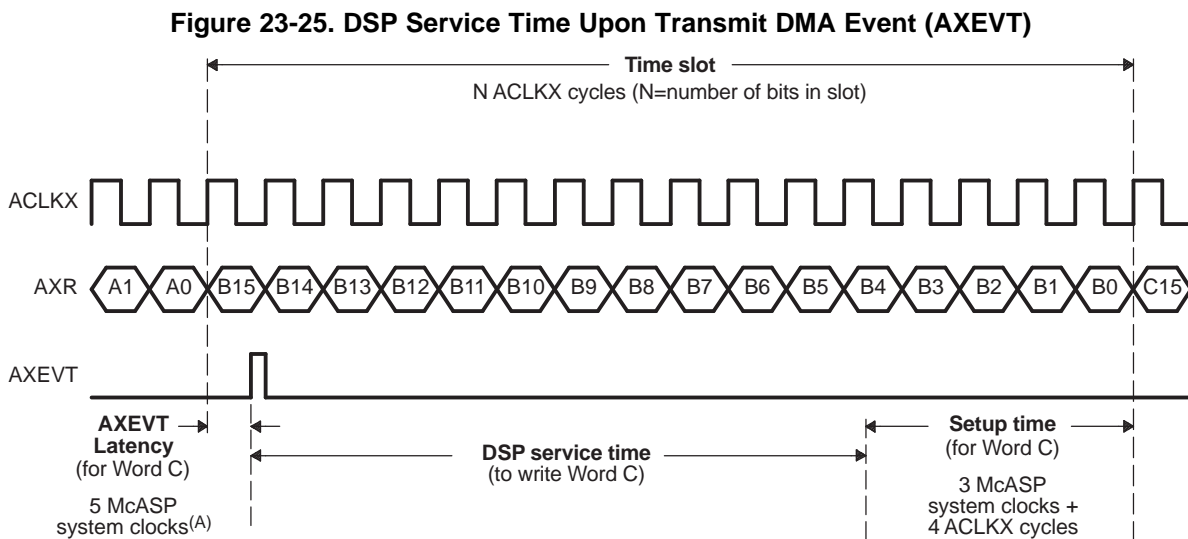 Figure 23-25. DSP Service Time Upon Transmit DMA Event (AXEVT)
Time slot
N ACLKX cycles (N=number of bits in slot)
ACLKX
AXR A1 A0 B15 B14 B13 B12 B11 B10 B9 B8 B7 B6 B5 B4 B3 B2 B1 B0 C15
AXEVT
AXEVT
Latency
(for Word C)
5 McASP
system clocks(A)
DSP service time
(to write Word C)
Setup time
(for Word C)
3 McASP
system clocks +
4 ACLKX cycles